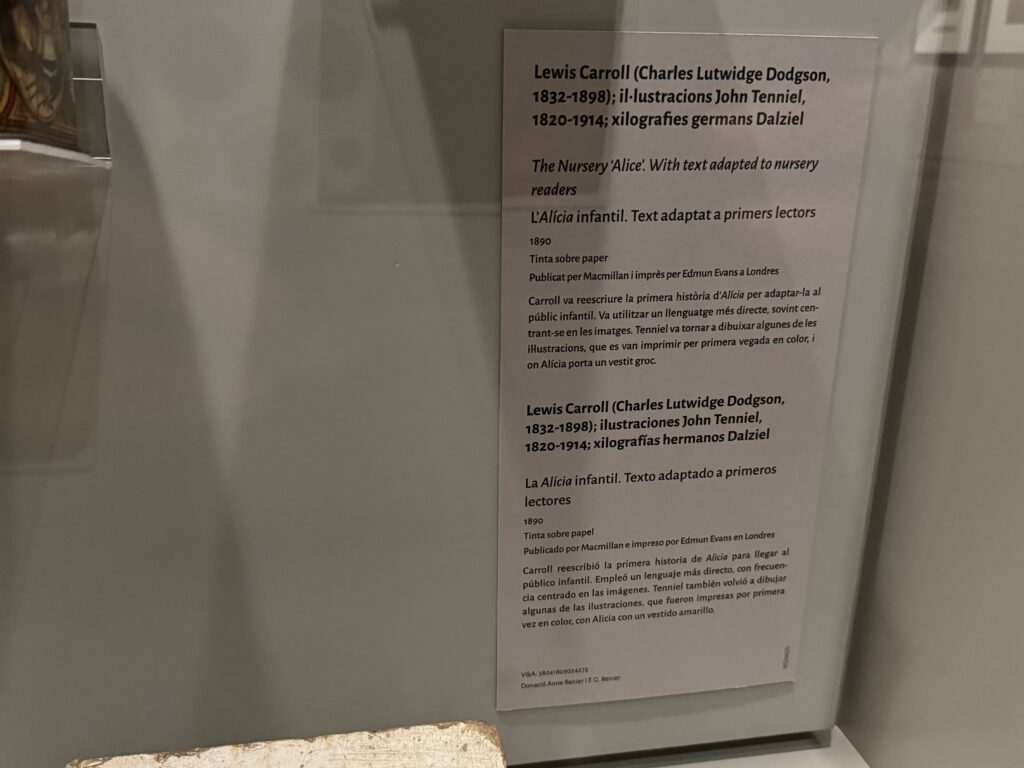 Lewis Carroll (Charles Lutwidge Dodgson,
1832-1898); il·lustracions John Tenniel,
1820-1914; xilografies germans Dalziel
The Nursery 'Alice'. With text adapted to nursery
readers
L'Alícia infantil. Text adaptat a primers lectors
1890
Tinta sobre paper
Publicat per Macmillan i imprès per Edmun Evans a Londres
Carroll va reescriure la primera història d'Alícia per adaptar-la al
públic infantil. Va utilitzar un llenguatge més directe, sovint cen-
trant-se en les imatges. Tenniel va tornar a dibuixar algunes de les
il·lustracions, que es van imprimir per primera vegada en color, i
on Alícia porta un vestit groc.
Lewis Carroll (Charles Lutwidge Dodgson,
1832-1898); ilustraciones John Tenniel,
1820-1914; xilografías hermanos Dalziel
La Alícia infantil. Texto adaptado a primeros
lectores
1890
Tinta sobre papel
Publicado por Macmillan e impreso por Edmun Evans en Londres
Carroll reescribió la primera historia de Alicia para llegar al
público infantil. Empleó un lenguaje más directo, con frecuen-
cia centrado en las imágenes. Tenniel también volvió a dibujar
algunas de las ilustraciones, que fueron impresas por primera
vez en color, con Alicia con un vestido amarillo.
V&A: 38041803024472
Donació Anne Renier i F. G. Renier